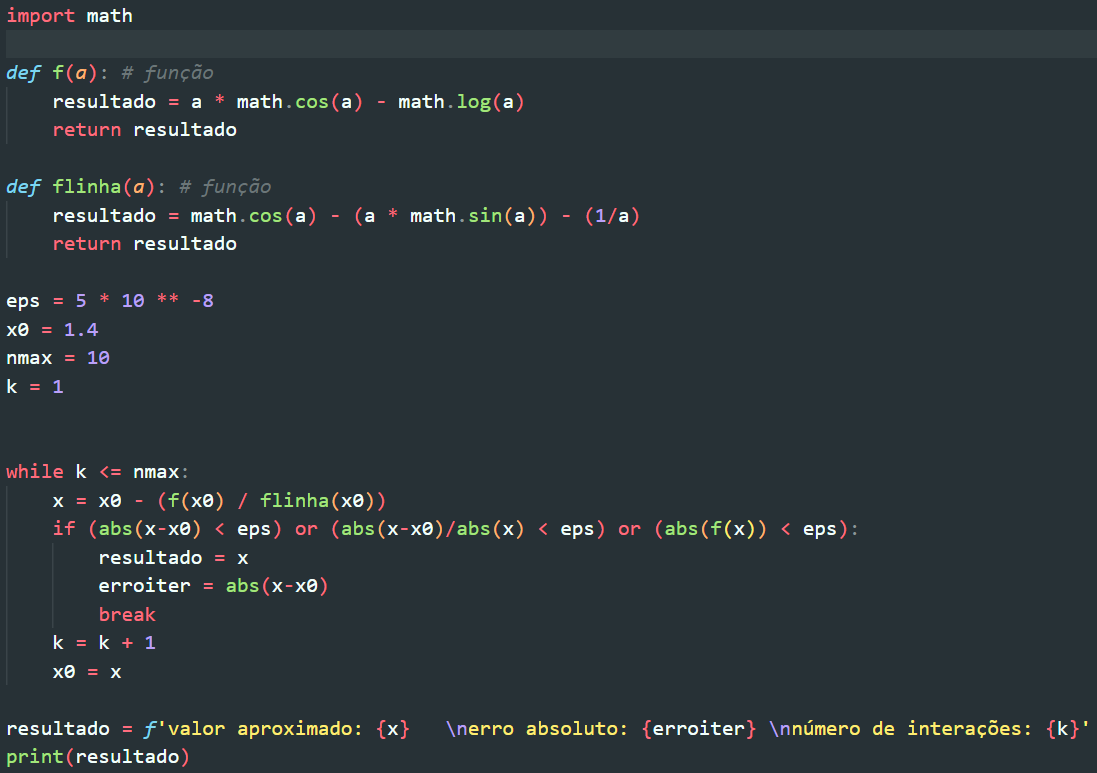 import math
def f(a): # função
    resultado = a * math.cos(a) - math.log(a)
    return resultado
def flinha(a): # função
    resultado = math.cos(a) - (a * math.sin(a)) - (1/a)
    return resultado
eps = 5 * 10 ** -8
x0 = 1.4
nmax = 10
k = 1
while k <= nmax:
    x = x0 - (f(x0) / flinha(x0))
    if (abs(x-x0) < eps) or (abs(x-x0)/abs(x) < eps) or (abs(f(x)) < eps):
        resultado = x
        erroiter = abs(x-x0)
        break
    k = k + 1
    x0 = x
resultado = f'valor aproximado: {x}   \nerro absoluto: {erroiter} \nnúmero de interações: {k}'
print(resultado)